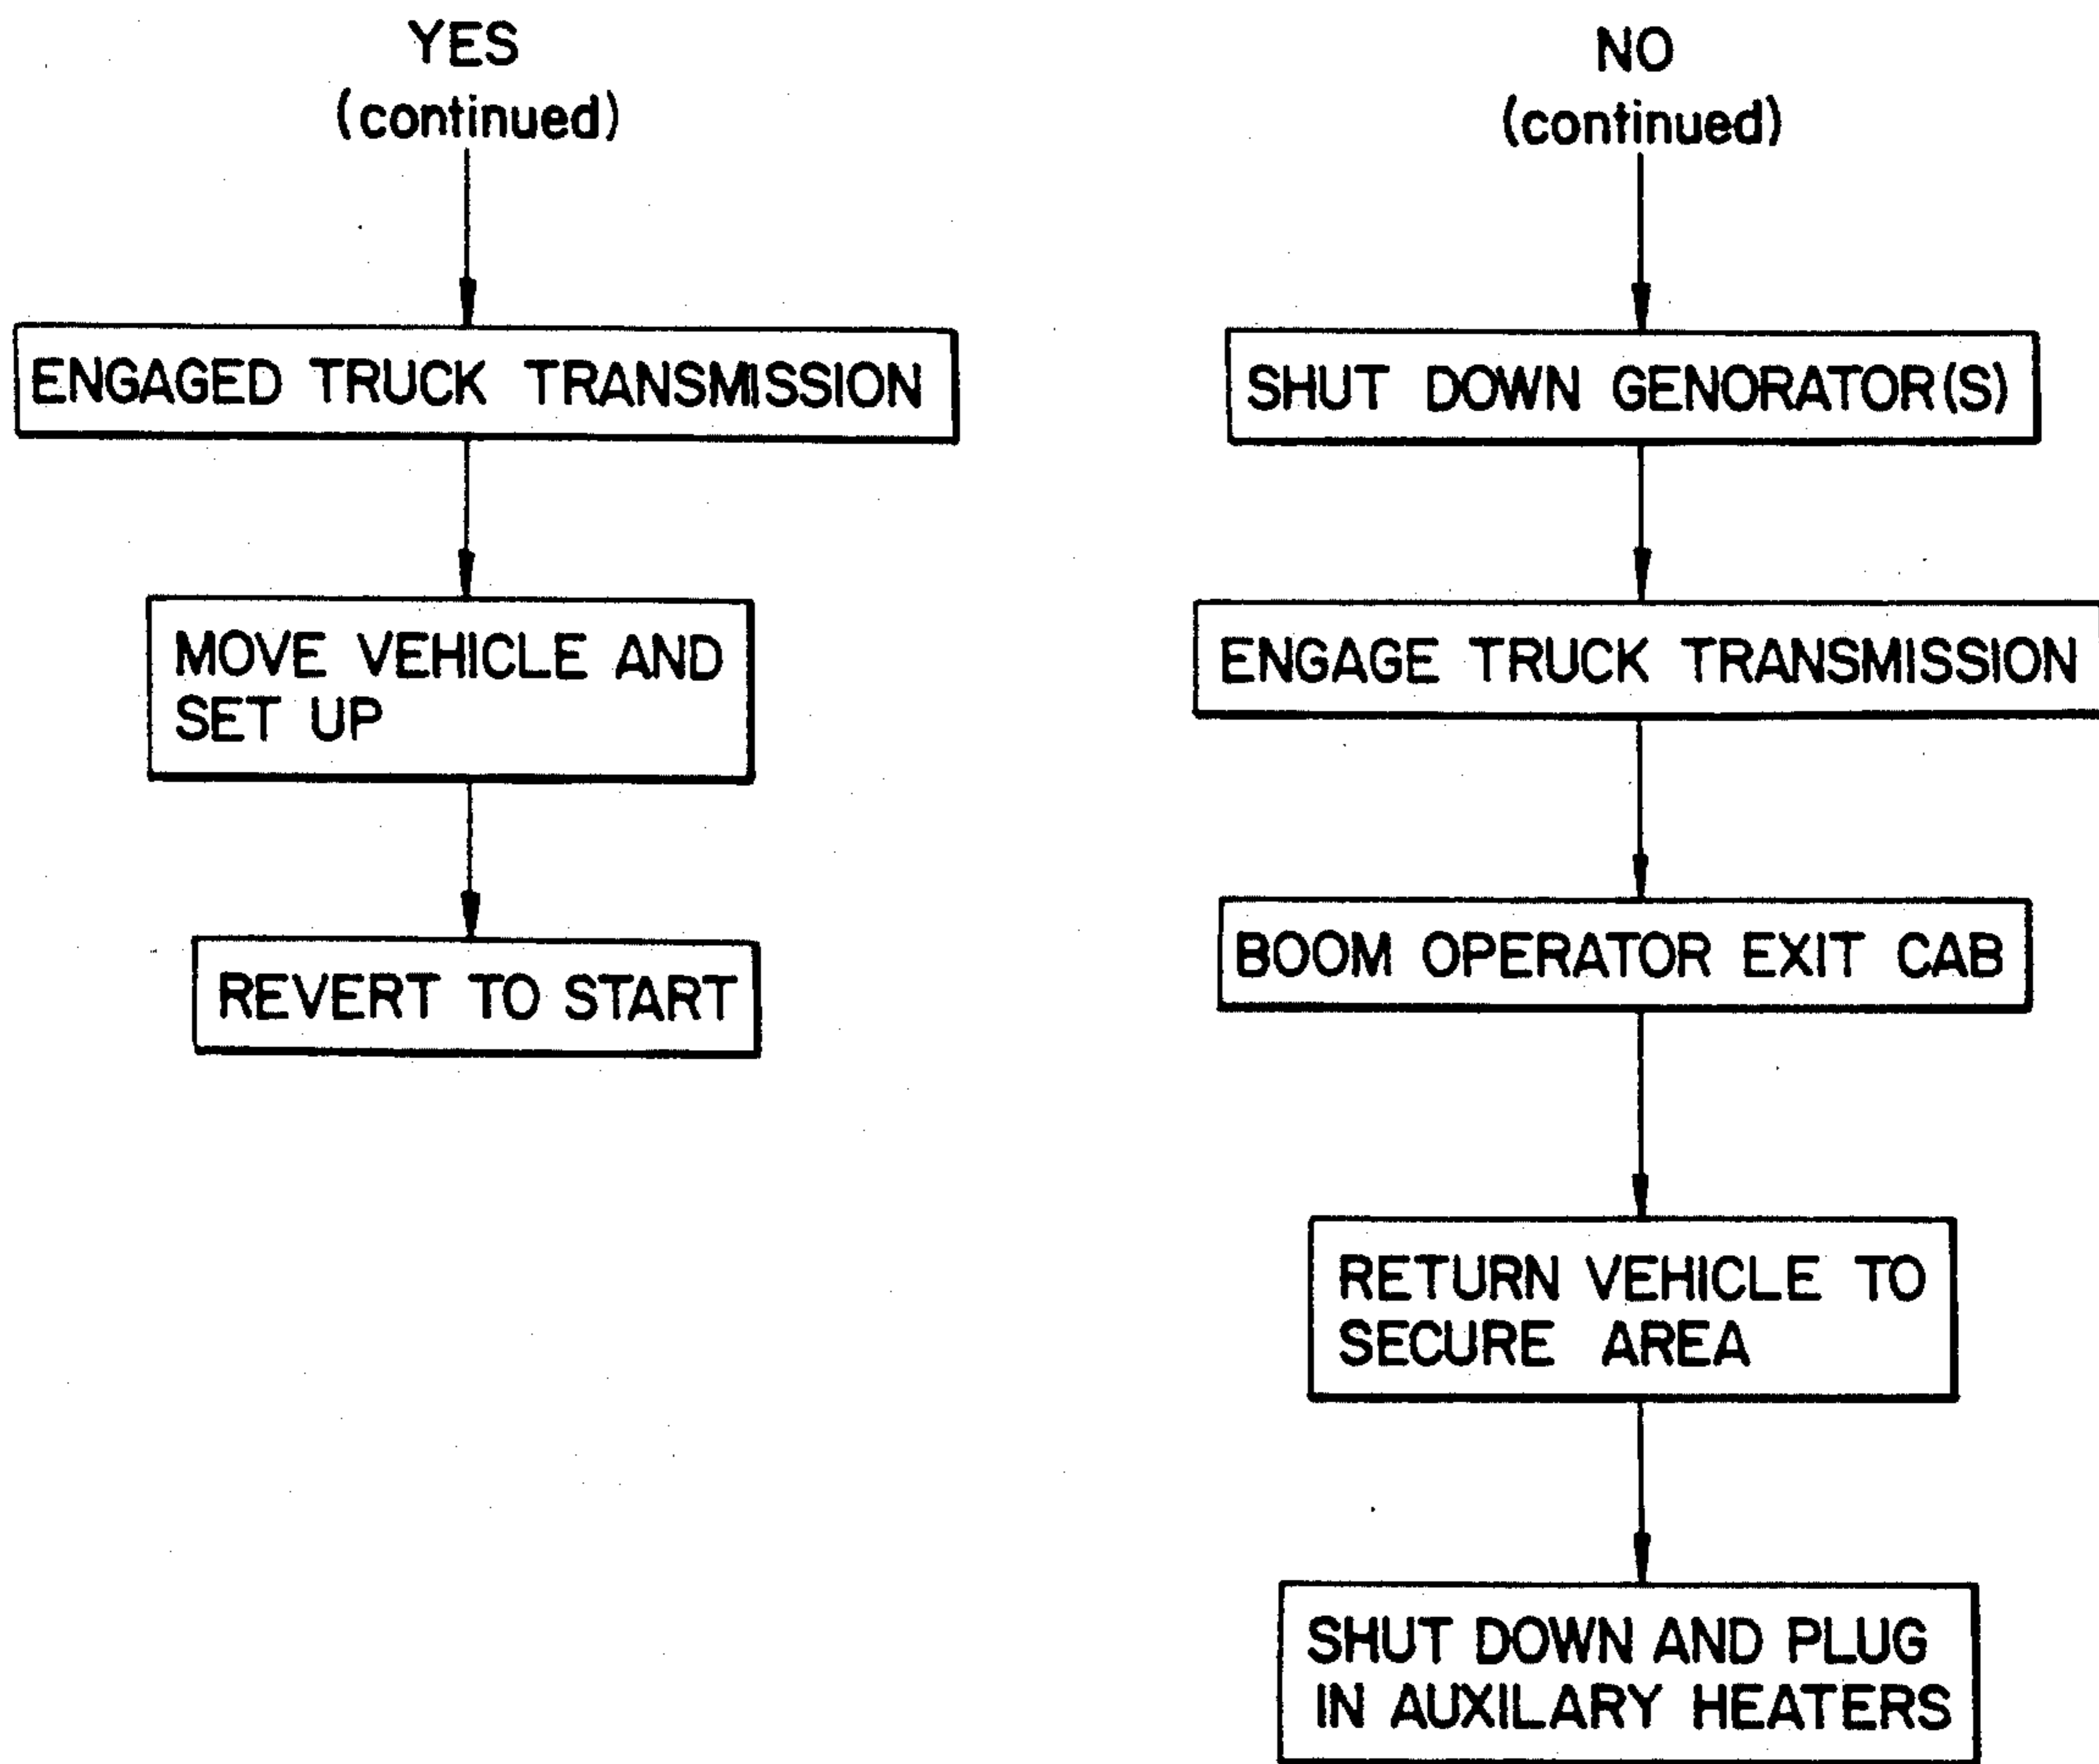 YES
(continued)
ENGAGED TRUCK TRANSMISSION
MOVE VEHICLE AND
SET UP
REVERT TO START
NO
(continued)
SHUT DOWN GENORATOR(S)
ENGAGE TRUCK TRANSMISSION
BOOM OPERATOR EXIT CAB
RETURN VEHICLE TO
SECURE AREA
SHUT DOWN AND PLUG
IN AUXILARY HEATERS